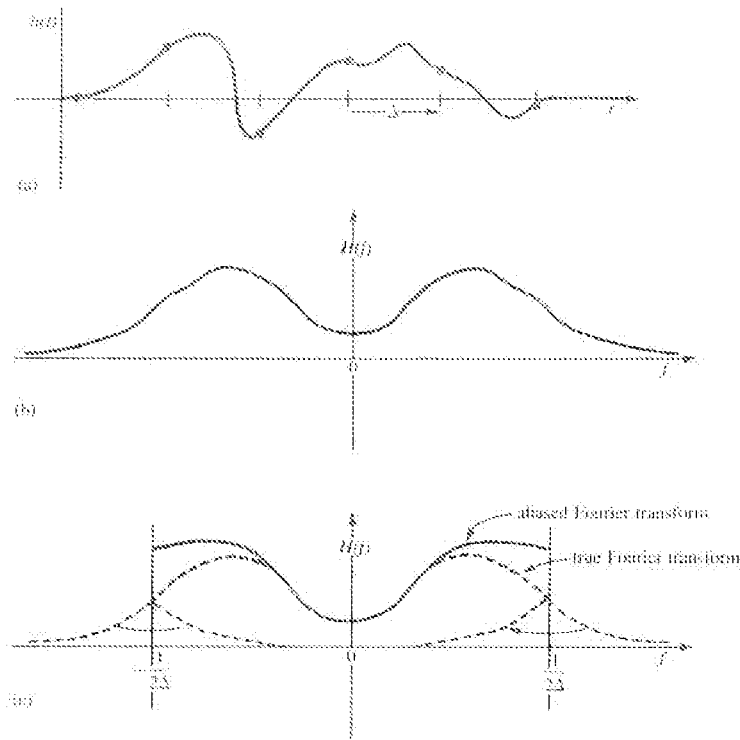 h(t)
Δ
t
(a)
H(f)
0
f
(b)
aliased Fourier transform
H(f)
true Fourier transform
0
f
−1/2Δ
1/2Δ
(c)